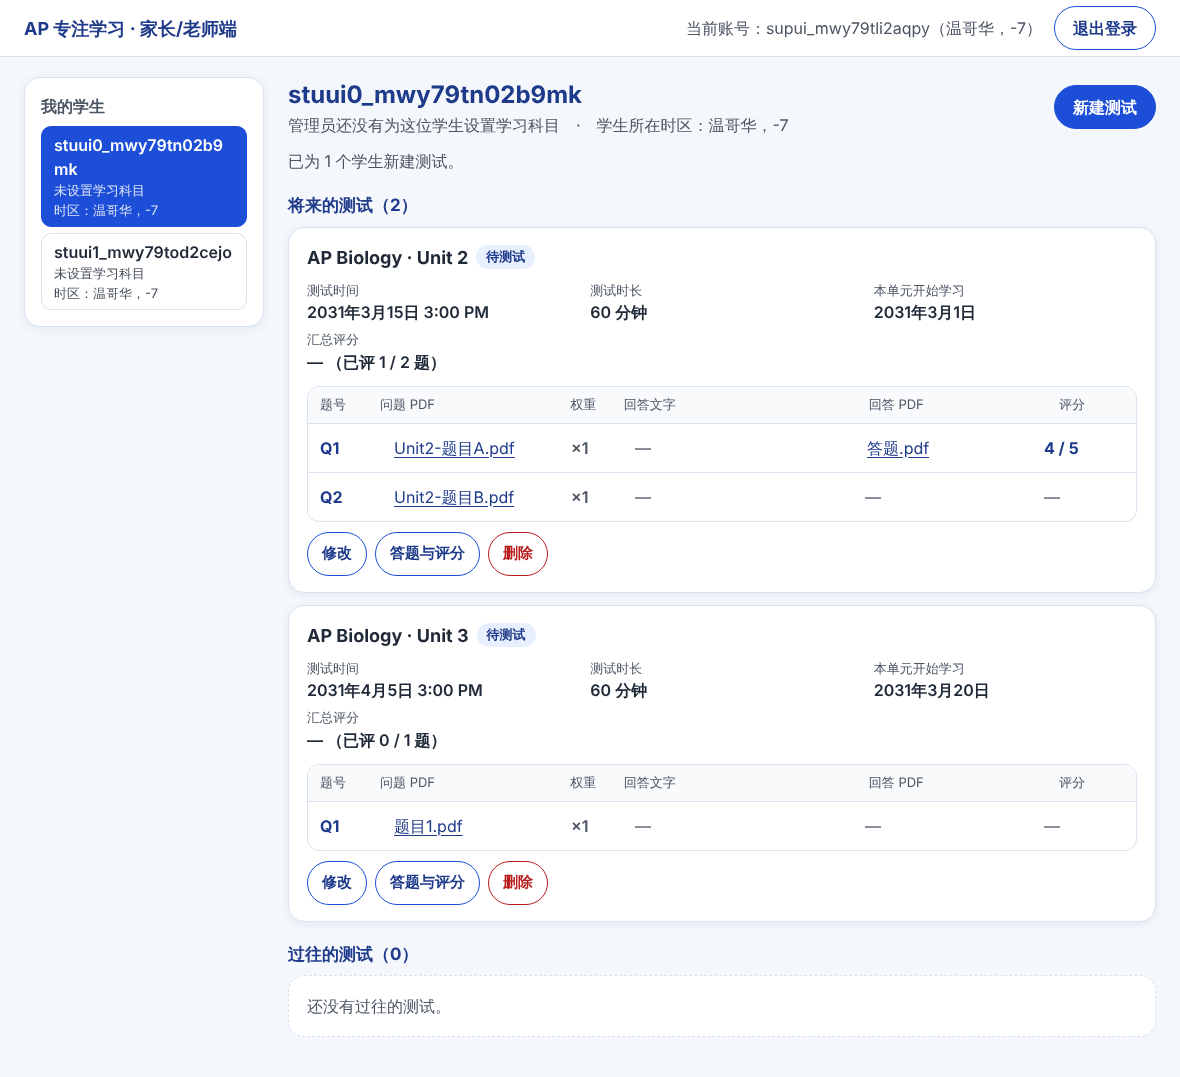 AP 专注学习 · 家长/老师端
当前账号：supui_mwy79tli2aqpy（温哥华，-7）
退出登录
我的学生
stuui0_mwy79tn02b9
mk
未设置学习科目
时区：温哥华，-7
stuui1_mwy79tod2cejo
未设置学习科目
时区：温哥华，-7
stuui0_mwy79tn02b9mk
新建测试
管理员还没有为这位学生设置学习科目 · 学生所在时区：温哥华，-7
已为 1 个学生新建测试。
将来的测试（2）
AP Biology · Unit 2 待测试
测试时间 测试时长 本单元开始学习
2031年3月15日 3:00 PM 60 分钟 2031年3月1日
汇总评分
— （已评 1 / 2 题）
题号 问题 PDF 权重 回答文字 回答 PDF 评分
Q1 Unit2-题目A.pdf ×1 — 答题.pdf 4 / 5
Q2 Unit2-题目B.pdf ×1 — — —
修改 答题与评分 删除
AP Biology · Unit 3 待测试
测试时间 测试时长 本单元开始学习
2031年4月5日 3:00 PM 60 分钟 2031年3月20日
汇总评分
— （已评 0 / 1 题）
题号 问题 PDF 权重 回答文字 回答 PDF 评分
Q1 题目1.pdf ×1 — — —
修改 答题与评分 删除
过往的测试（0）
还没有过往的测试。